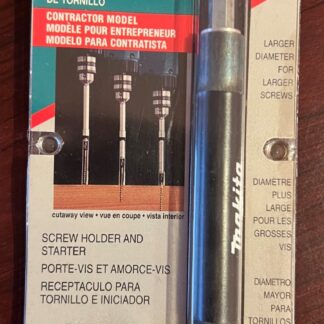 DE TORNILLO
CONTRACTOR MODEL
MODÈLE POUR ENTREPRENEUR
MODELO PARA CONTRATISTA
cutaway view • vue en coupe • vista interior
SCREW HOLDER AND
STARTER
PORTE-VIS ET AMORCE-VIS
RECEPTACULO PARA
TORNILLO E INICIADOR
makita
LARGER
DIAMETER
FOR
LARGER
SCREWS
DIAMETRE
PLUS
LARGE
POUR LES
GROSSES
VIS
DIAMETRO
MAYOR
PARA
TORNILLOS